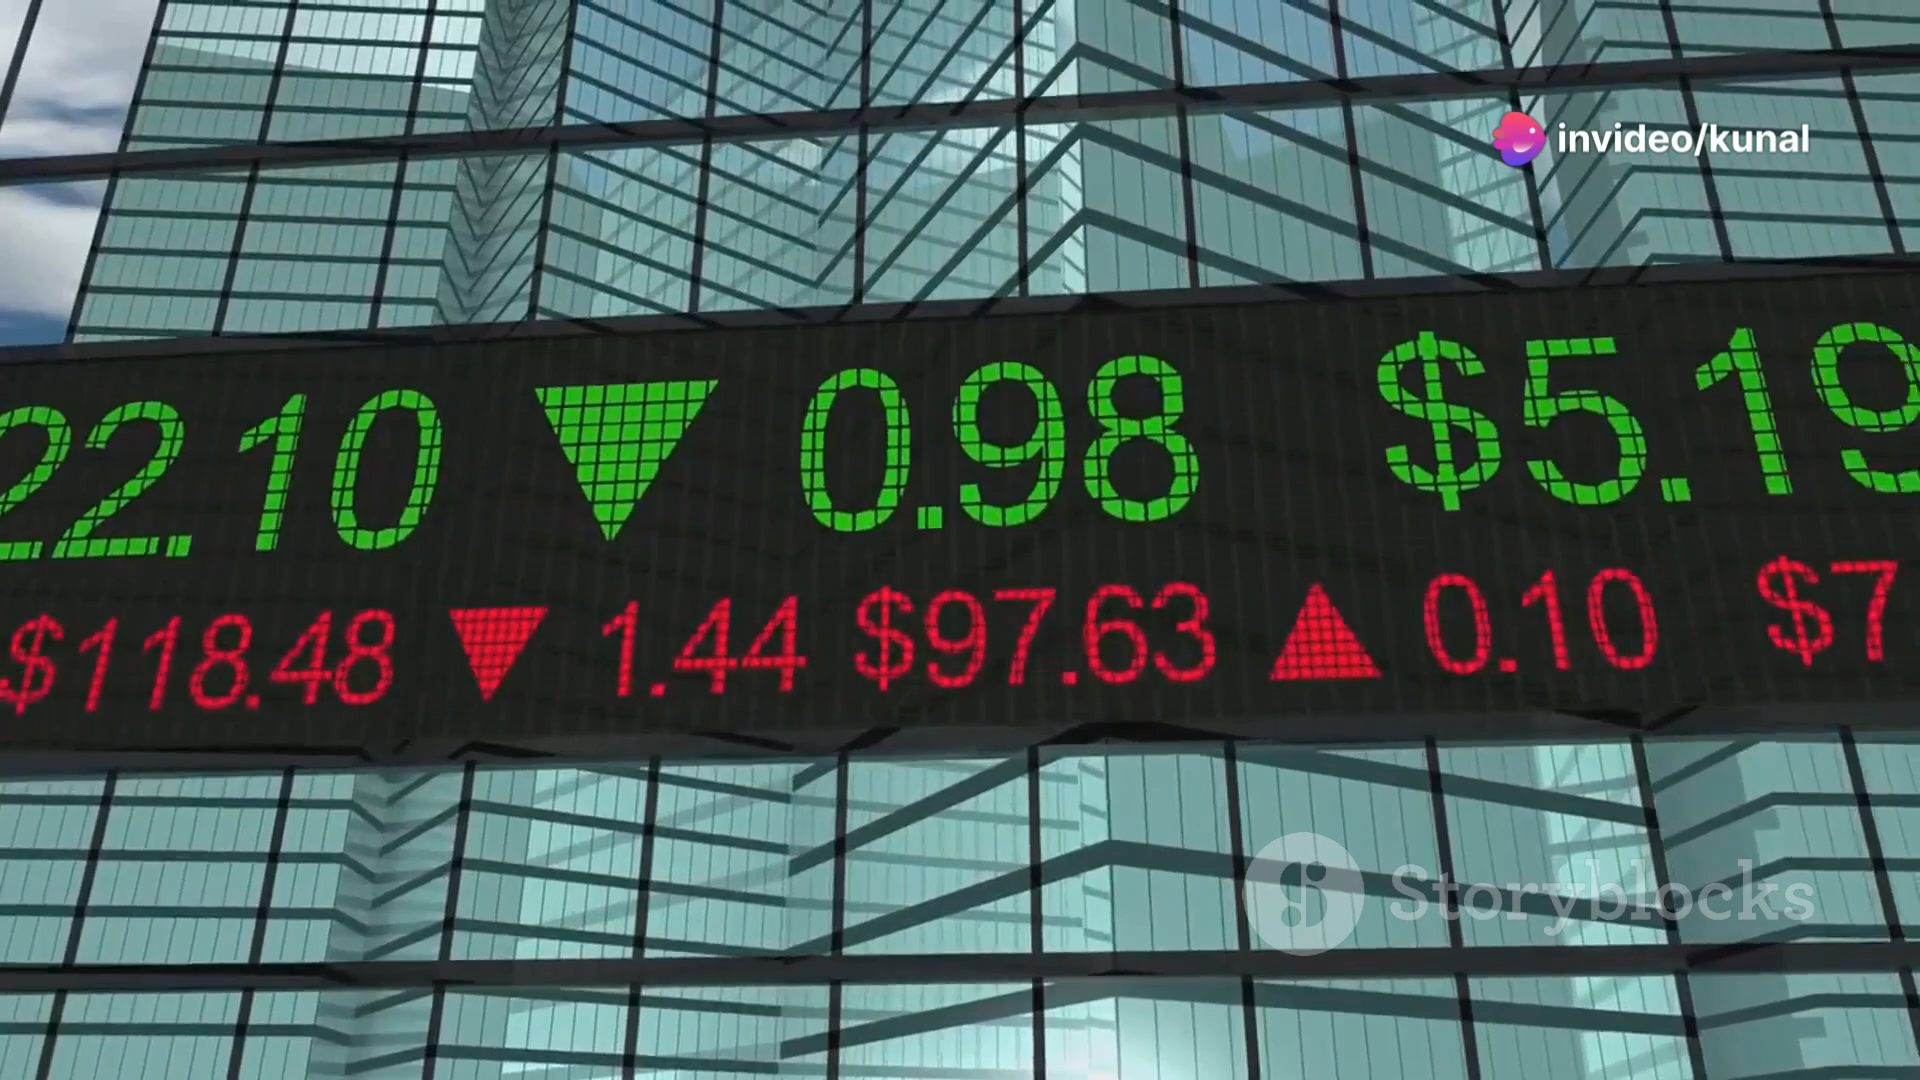 invideo/kunal
22.10 ▼ 0.98 $5.19
$118.48 ▼ 1.44 $97.63 ▲ 0.10 $7
Storyblocks